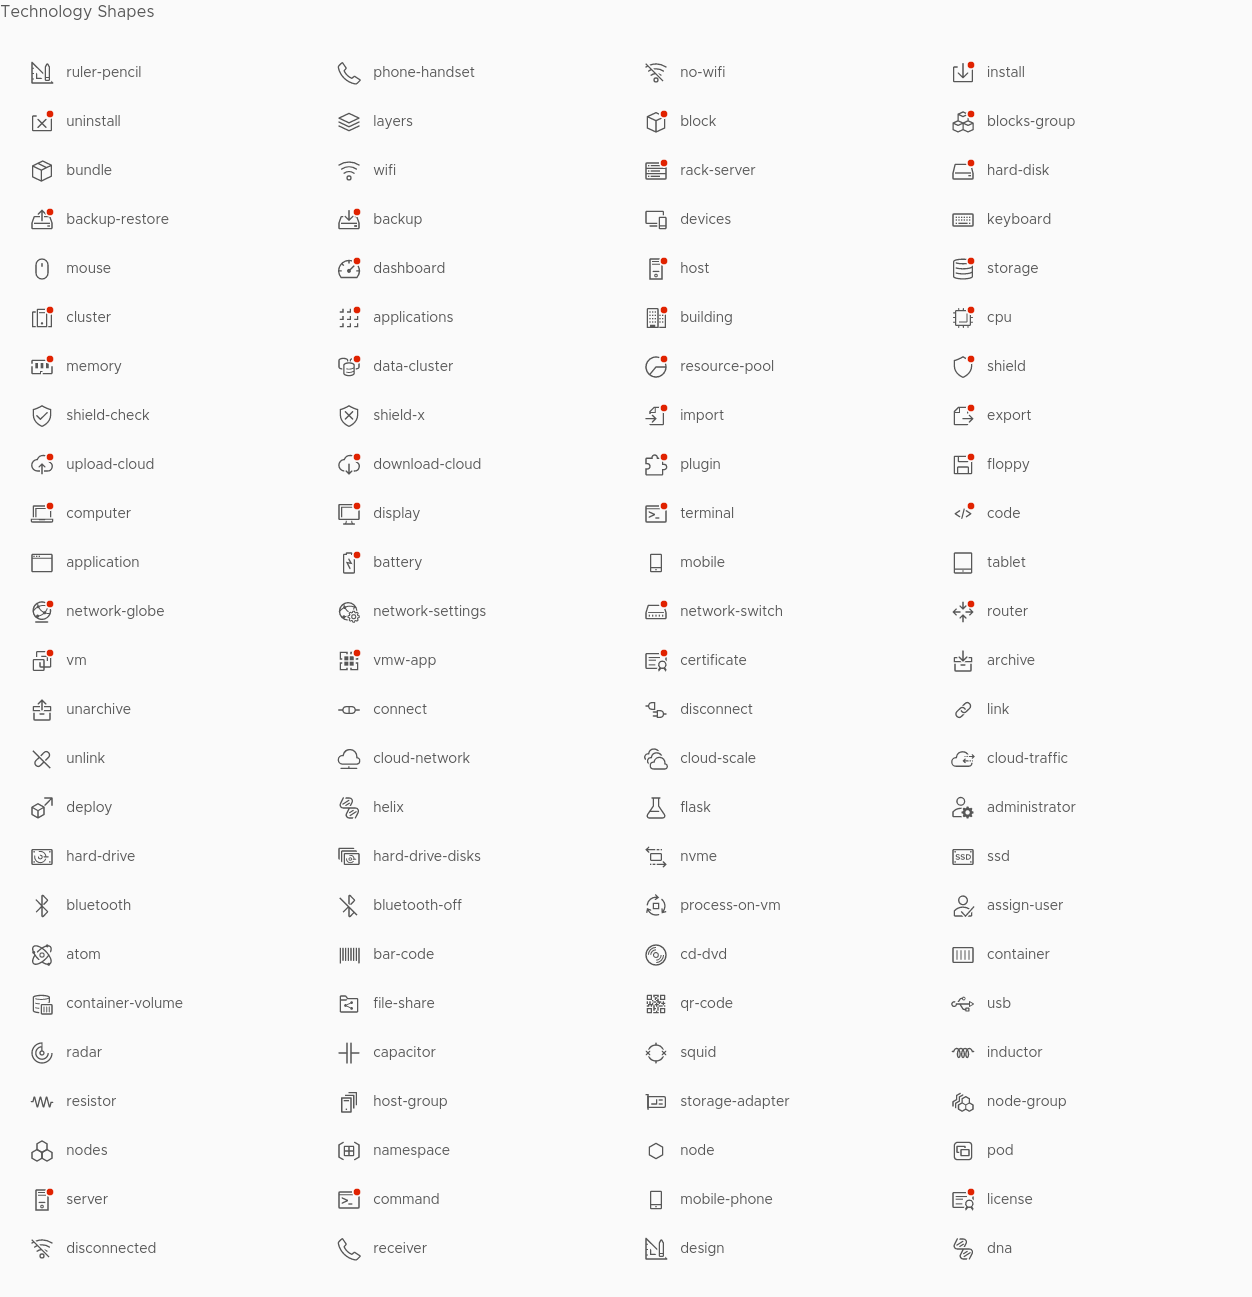 Technology Shapes
ruler-pencil phone-handset no-wifi install
uninstall layers block blocks-group
bundle wifi rack-server hard-disk
backup-restore backup devices keyboard
mouse dashboard host storage
cluster applications building cpu
memory data-cluster resource-pool shield
shield-check shield-x import export
upload-cloud download-cloud plugin floppy
computer display terminal code
application battery mobile tablet
network-globe network-settings network-switch router
vm vmw-app certificate archive
unarchive connect disconnect link
unlink cloud-network cloud-scale cloud-traffic
deploy helix flask administrator
hard-drive hard-drive-disks nvme SSD ssd
bluetooth bluetooth-off process-on-vm assign-user
atom bar-code cd-dvd container
container-volume file-share qr-code usb
radar capacitor squid inductor
resistor host-group storage-adapter node-group
nodes namespace node pod
server command mobile-phone license
disconnected receiver design dna